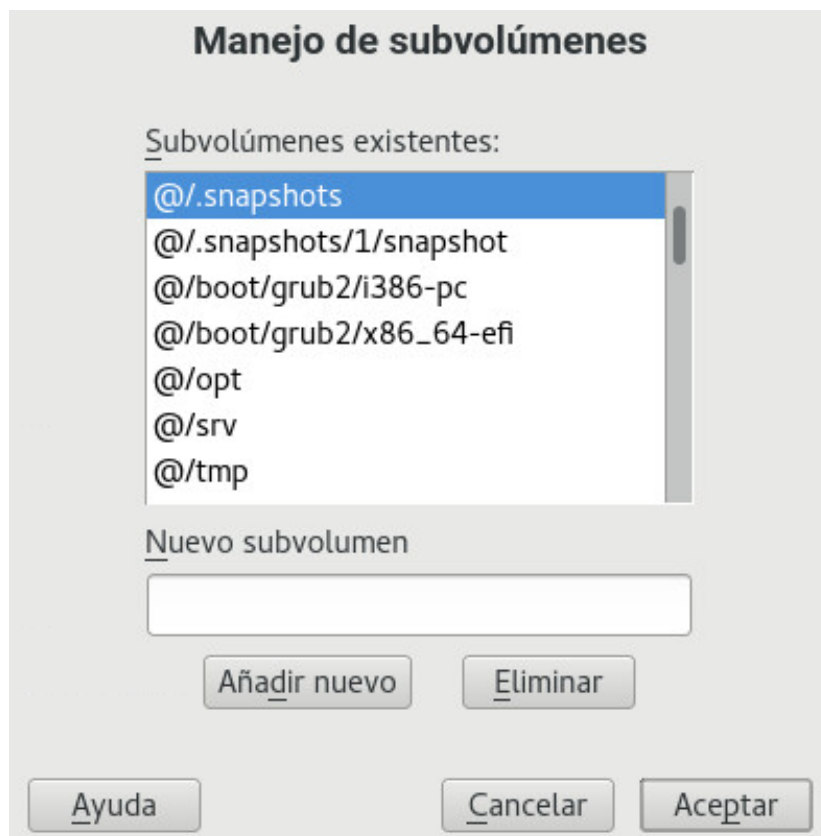 Manejo de subvolúmenes
Subvolúmenes existentes:
@/.snapshots
@/.snapshots/1/snapshot
@/boot/grub2/i386-pc
@/boot/grub2/x86_64-efi
@/opt
@/srv
@/tmp
Nuevo subvolumen
Añadir nuevo Eliminar
Ayuda Cancelar Aceptar